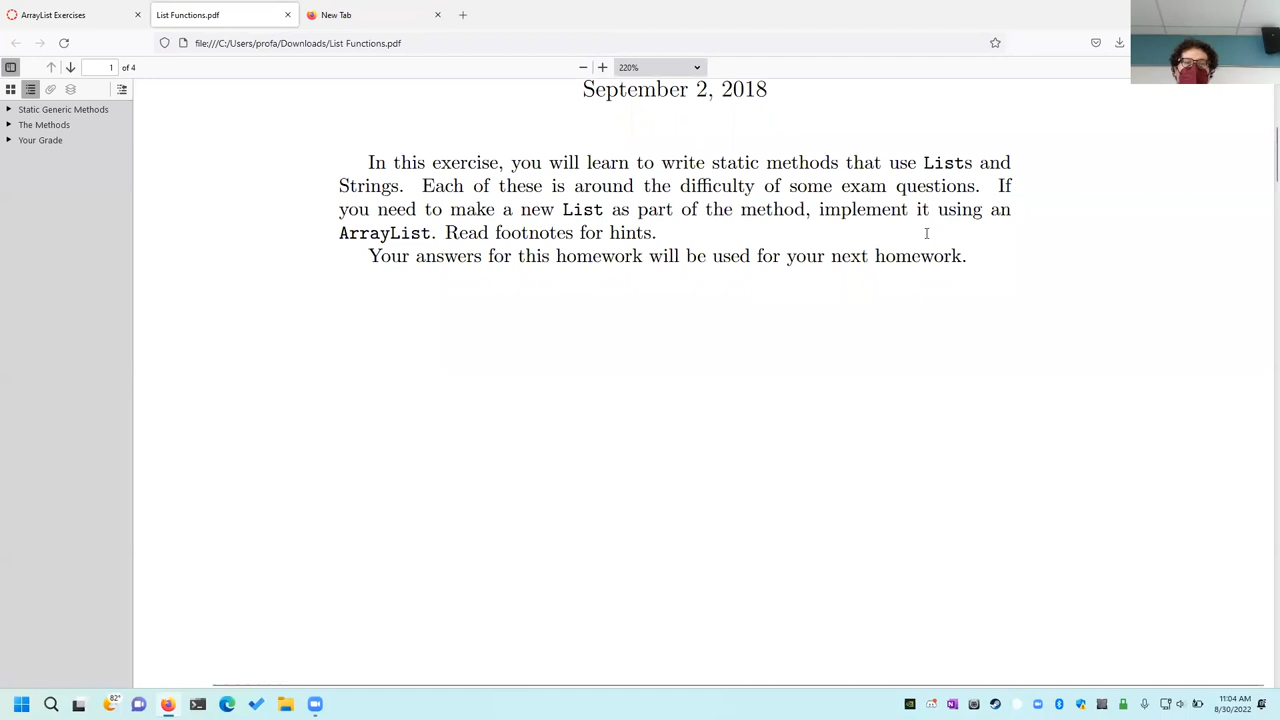 ArrayList Exercises
List Functions.pdf
New Tab
file:///C:/Users/profa/Downloads/List Functions.pdf
1 of 4
220%
Static Generic Methods
The Methods
Your Grade
September 2, 2018
In this exercise, you will learn to write static methods that use Lists and
Strings. Each of these is around the difficulty of some exam questions. If
you need to make a new List as part of the method, implement it using an
ArrayList. Read footnotes for hints.
Your answers for this homework will be used for your next homework.
82°
11:04 AM
8/30/2022